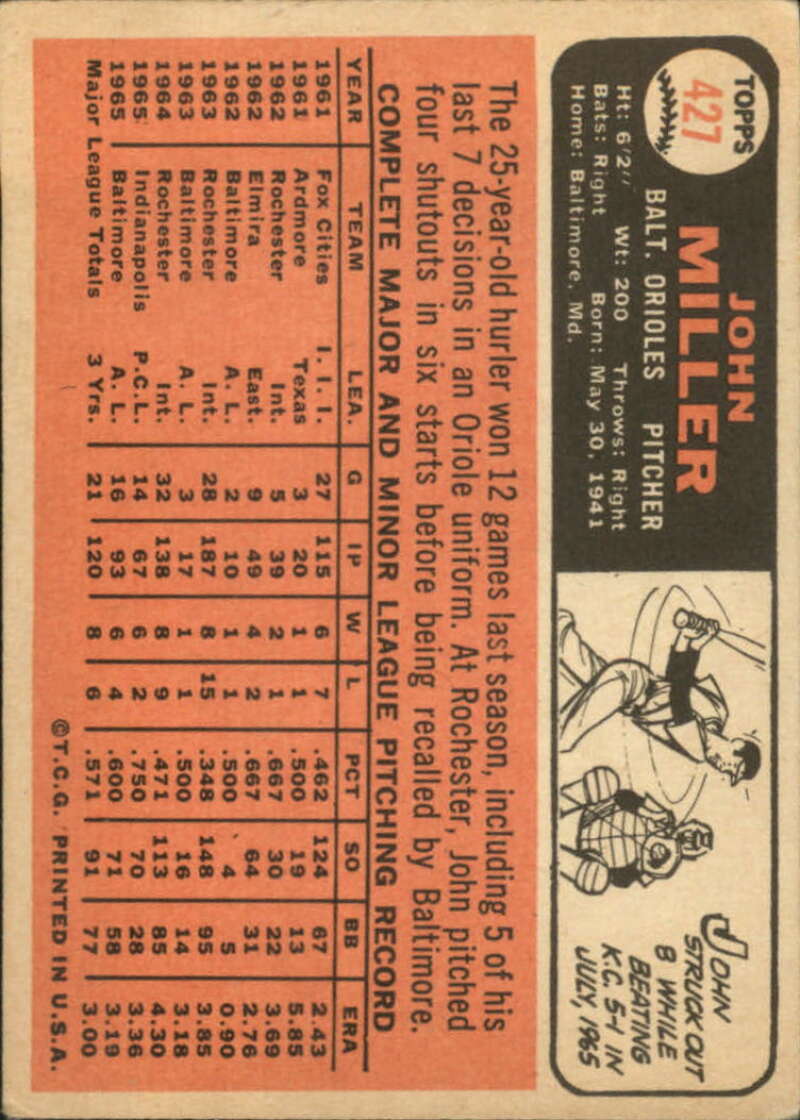 TOPPS
427
JOHN
MILLER
BALT. ORIOLES PITCHER
Ht: 6'2" Wt: 200 Throws: Right
Bats: Right Born: May 30, 1941
Home: Baltimore, Md.
JOHN
STRUCK OUT
8 WHILE
BEATING
K.C. 5-1 IN
JULY, 1965
The 25-year-old hurler won 12 games last season, including 5 of his
last 7 decisions in an Oriole uniform. At Rochester, John pitched
four shutouts in six starts before being recalled by Baltimore.
COMPLETE MAJOR AND MINOR LEAGUE PITCHING RECORD
YEAR TEAM LEA. G IP W L PCT SO BB ERA
1961 Fox Cities I. I. I. 27 115 6 7 .462 124 67 2.43
1961 Ardmore Texas 3 20 1 1 .500 19 13 5.85
1962 Rochester Int. 5 39 2 1 .667 30 22 3.69
1962 Elmira East. 9 49 4 2 .667 64 31 2.76
1962 Baltimore A. L. 2 10 1 1 .500 4 5 0.90
1963 Rochester Int. 28 187 8 15 .348 148 95 3.85
1963 Baltimore A. L. 3 17 1 1 .500 16 14 3.18
1964 Rochester Int. 32 138 8 9 .471 113 85 4.30
1965 Indianapolis P.C.L. 14 67 6 2 .750 70 28 3.36
1965 Baltimore A. L. 16 93 6 4 .600 71 58 3.19
Major League Totals 3 Yrs. 21 120 8 6 .571 91 77 3.00
©T.C.G. PRINTED IN U.S.A.